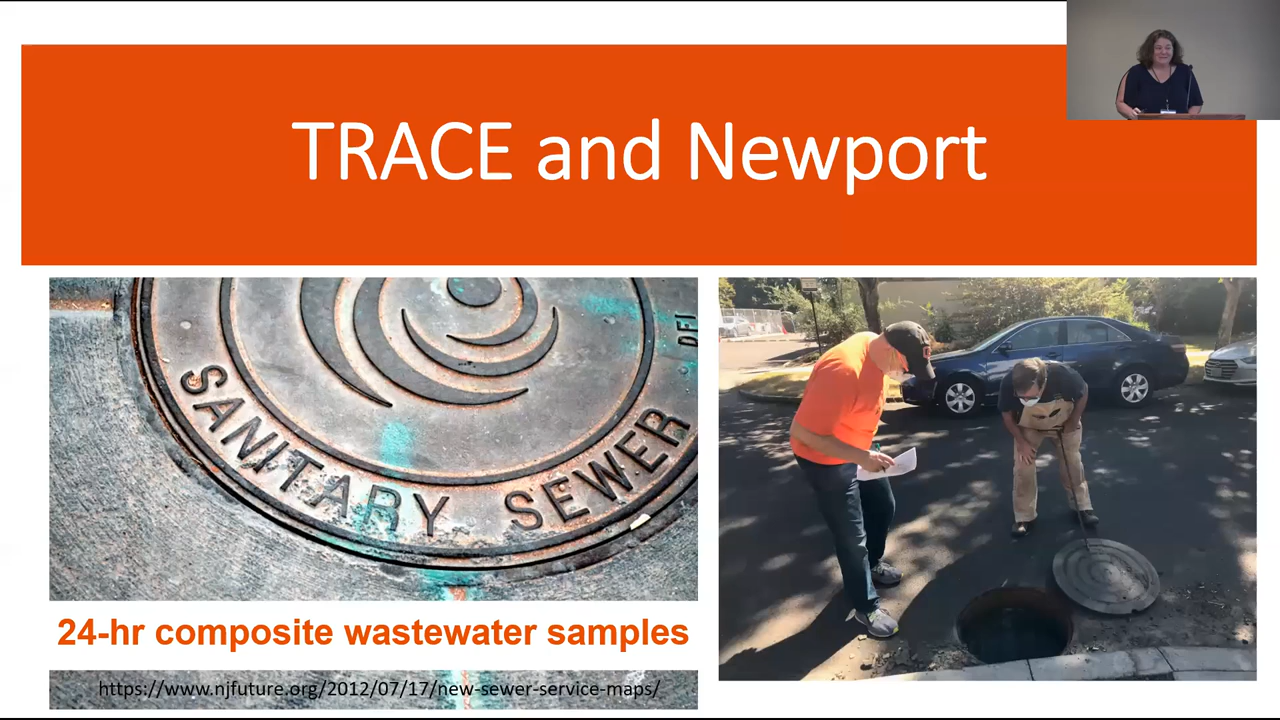 TRACE and Newport
SANITARY SEWER
DFI
24-hr composite wastewater samples
https://www.njfuture.org/2012/07/17/new-sewer-service-maps/